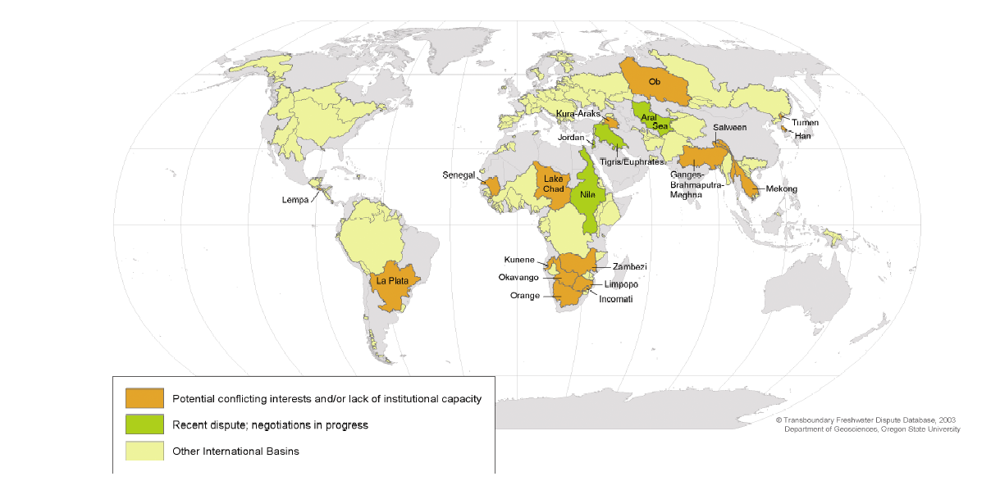 Ob
Kura-Araks
Aral
Sea
Tumen
Salween
Han
Jordan
Tigris/Euphrates
Senegal
Lake
Chad
Ganges-
Brahmaputra-
Meghna
Nile
Mekong
Lempa
Kunene
Zambezi
Okavango
La Plata
Limpopo
Orange
Incomati
Potential conflicting interests and/or lack of institutional capacity
Recent dispute; negotiations in progress
Other International Basins
© Transboundary Freshwater Dispute Database, 2003
Department of Geosciences, Oregon State University